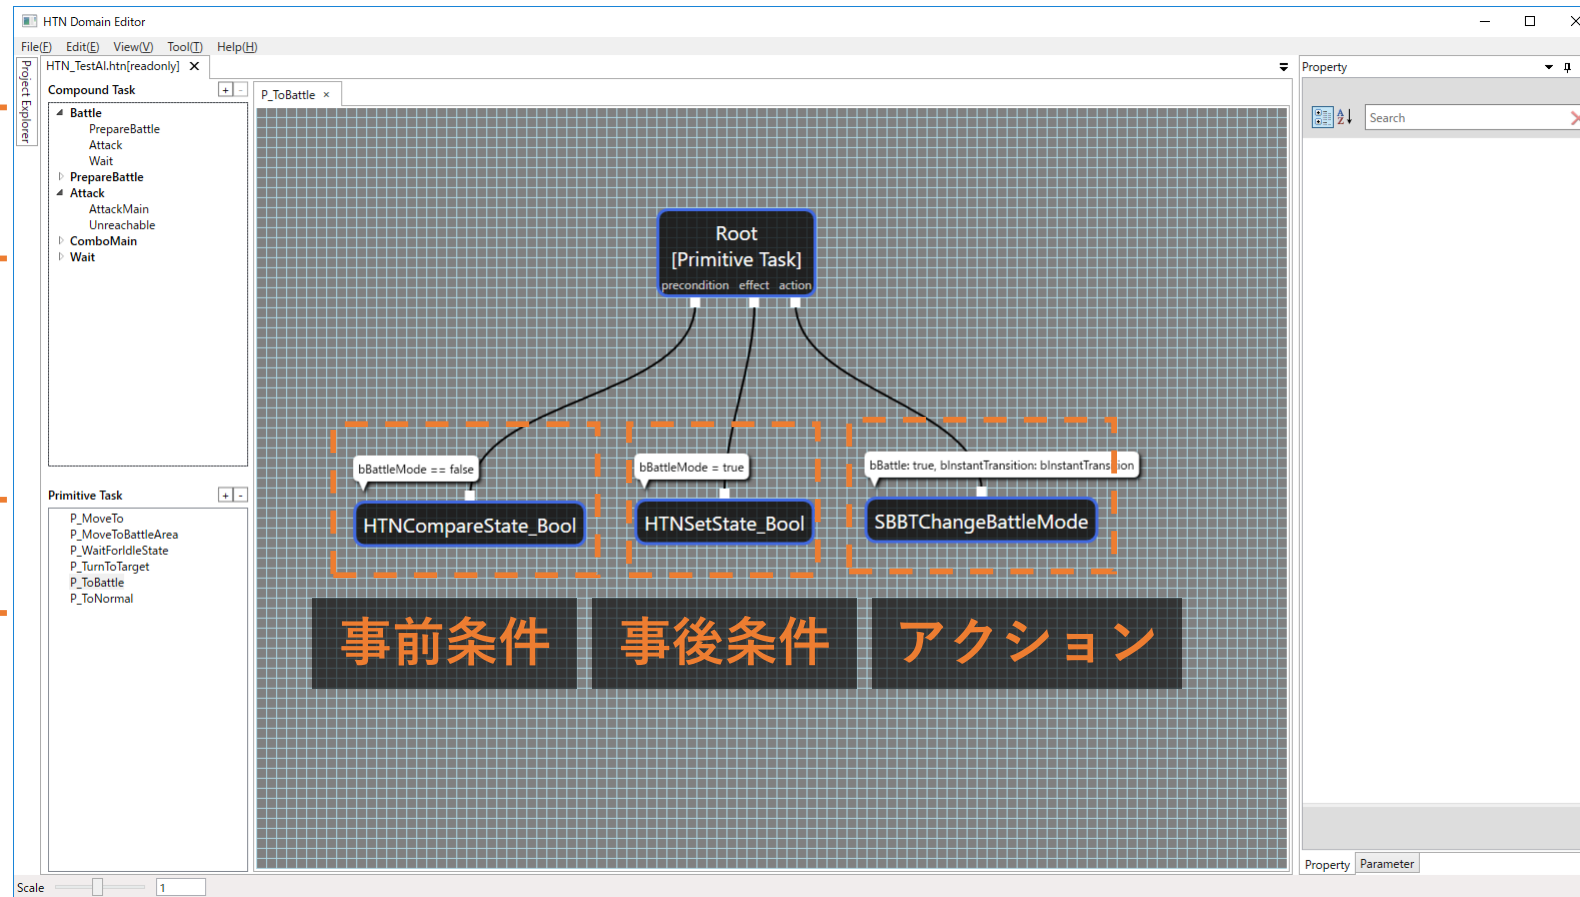 HTN Domain Editor
File(F) Edit(E) View(V) Tool(T) Help(H)
Project Explorer
HTN_TestAI.htn[readonly]
Compound Task
+ -
Battle
PrepareBattle
Attack
Wait
PrepareBattle
Attack
AttackMain
Unreachable
ComboMain
Wait
Primitive Task
+ -
P_MoveTo
P_MoveToBattleArea
P_WaitForIdleState
P_TurnToTarget
P_ToBattle
P_ToNormal
P_ToBattle ×
Root
[Primitive Task]
precondition effect action
bBattleMode == false
HTNCompareState_Bool
bBattleMode = true
HTNSetState_Bool
bBattle: true, bInstantTransition: bInstantTransition
SBBTChangeBattleMode
事前条件
事後条件
アクション
Property
A
Z
Search
Property Parameter
Scale 1